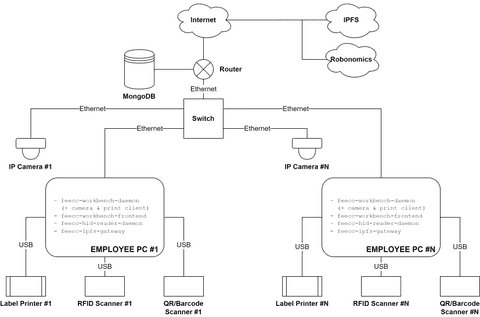 Internet
IPFS
Robonomics
MongoDB
Router
Ethernet
Ethernet
Ethernet
Switch
Ethernet
Ethernet
IP Camera #1
IP Camera #N
- feecc-workbench-daemon
(+ camera & print client)
- feecc-workbench-frontend
- feecc-hid-reader-daemon
- feecc-ipfs-gateway
EMPLOYEE PC #1
- feecc-workbench-daemon
(+ camera & print client)
- feecc-workbench-frontend
- feecc-hid-reader-daemon
- feecc-ipfs-gateway
EMPLOYEE PC #N
USB
USB
USB
USB
USB
USB
Label Printer #1
RFID Scanner #1
QR/Barcode
Scanner #1
Label Printer #N
RFID Scanner #N
QR/Barcode
Scanner #N